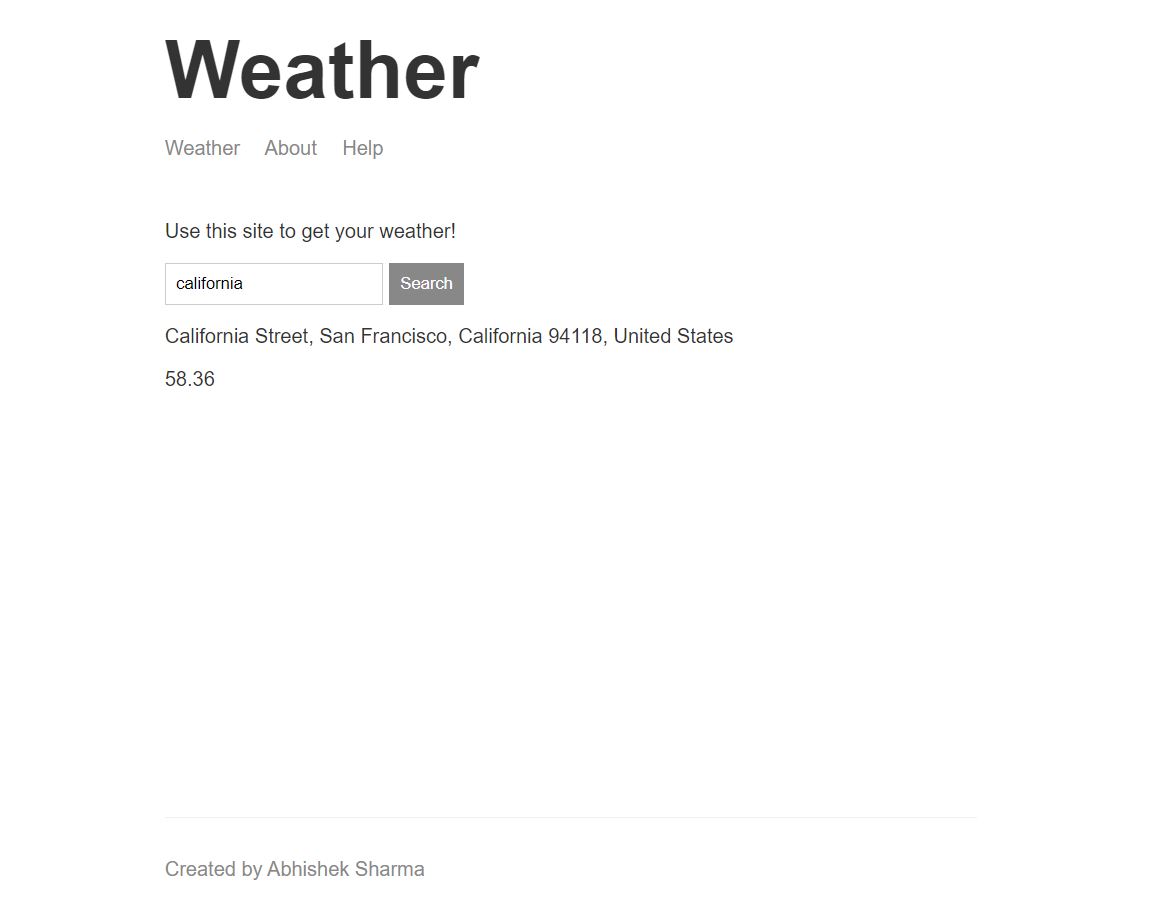 Weather
Weather About Help
Use this site to get your weather!
california Search
California Street, San Francisco, California 94118, United States
58.36
Created by Abhishek Sharma